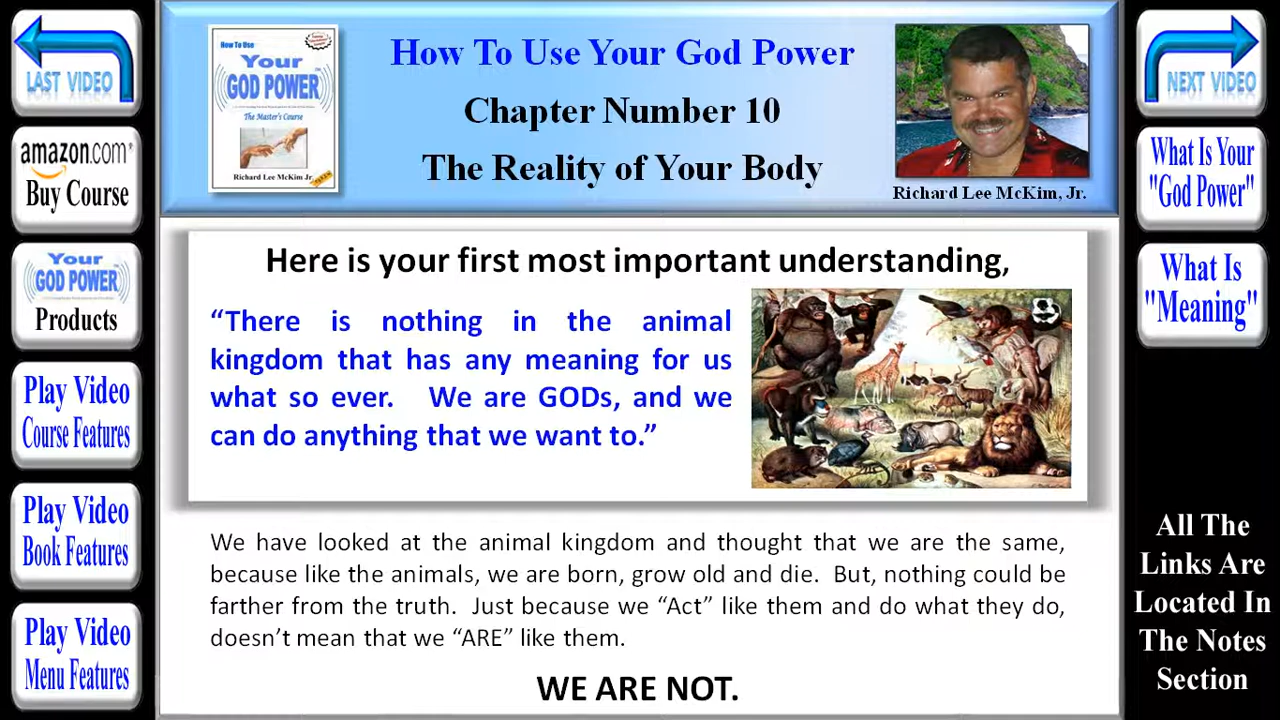 LAST VIDEO
amazon.com
Buy Course
Your
GOD POWER
Products
Play Video
Course Features
Play Video
Book Features
Play Video
Menu Features
How To Use
Your
GOD POWER
The Master's Course
Richard Lee McKim Jr.
How To Use Your God Power
Chapter Number 10
The Reality of Your Body
Richard Lee McKim, Jr.
Here is your first most important understanding,
“There is nothing in the animal
kingdom that has any meaning for us
what so ever. We are GODs, and we
can do anything that we want to.”
We have looked at the animal kingdom and thought that we are the same,
because like the animals, we are born, grow old and die. But, nothing could be
farther from the truth. Just because we “Act” like them and do what they do,
doesn’t mean that we “ARE” like them.
WE ARE NOT.
NEXT VIDEO
What Is Your
"God Power"
What Is
"Meaning"
All The
Links Are
Located In
The Notes
Section